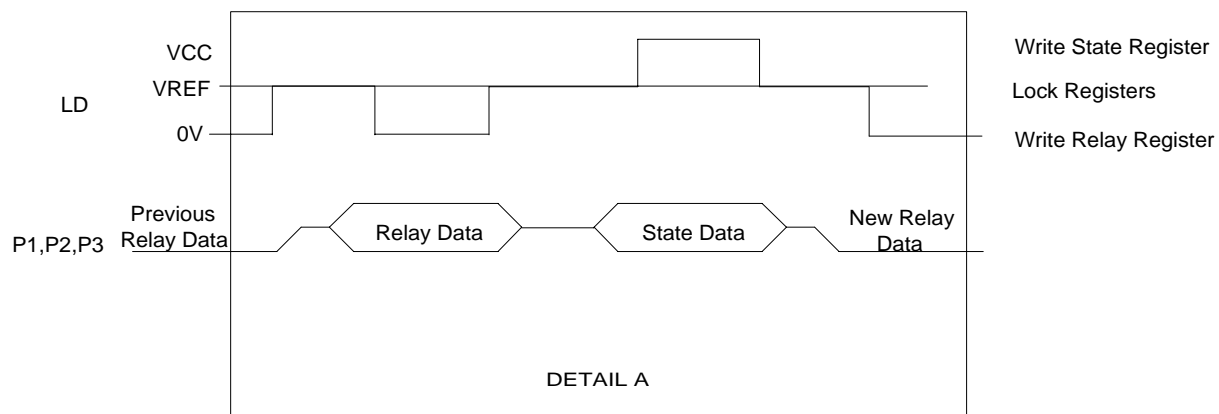 VCC
Write State Register
VREF
Lock Registers
LD
0V
Write Relay Register
Previous
Relay Data
P1,P2,P3
Relay Data
State Data
New Relay
Data
DETAIL A